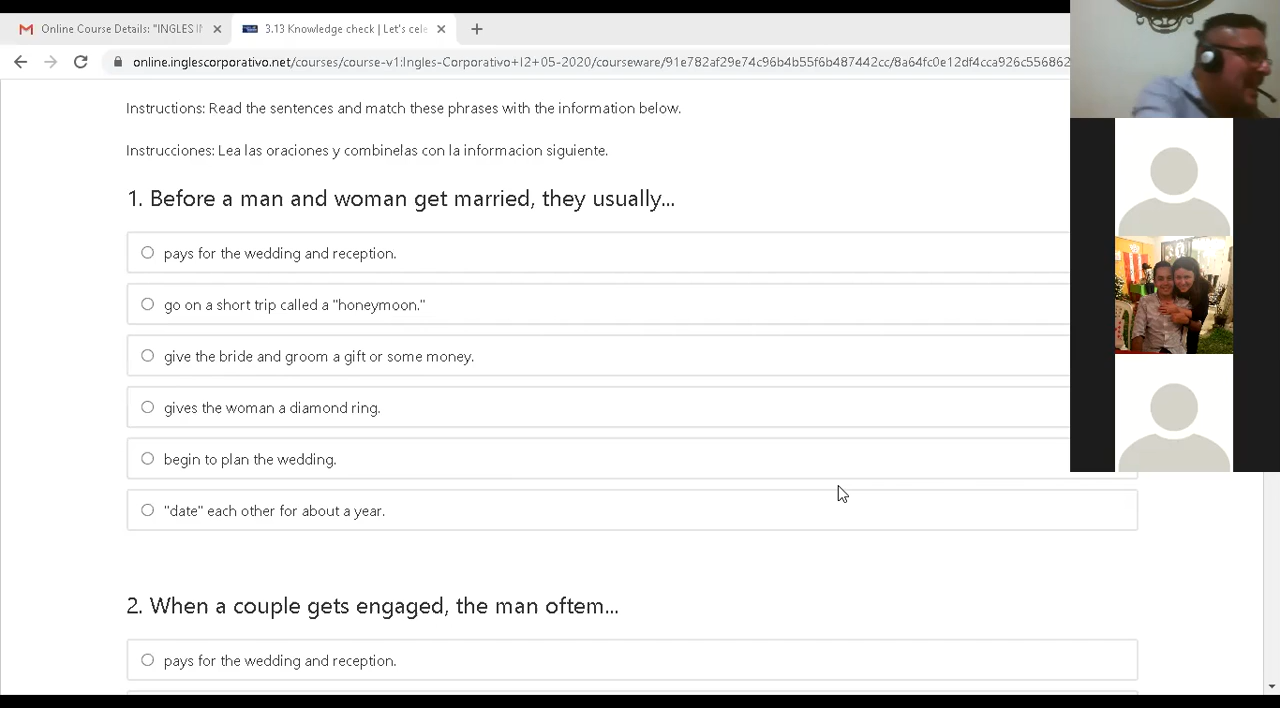 Online Course Details: "INGLES I
3.13 Knowledge check | Let's cele
online.inglescorporativo.net/courses/course-v1:Ingles-Corporativo+I2+05-2020/courseware/91e782af29e74c96b4b55f6b487442cc/8a64fc0e12df4cca926c556862
Instructions: Read the sentences and match these phrases with the information below.
Instrucciones: Lea las oraciones y combinelas con la informacion siguiente.
1. Before a man and woman get married, they usually...
pays for the wedding and reception.
go on a short trip called a "honeymoon."
give the bride and groom a gift or some money.
gives the woman a diamond ring.
begin to plan the wedding.
"date" each other for about a year.
2. When a couple gets engaged, the man oftem...
pays for the wedding and reception.